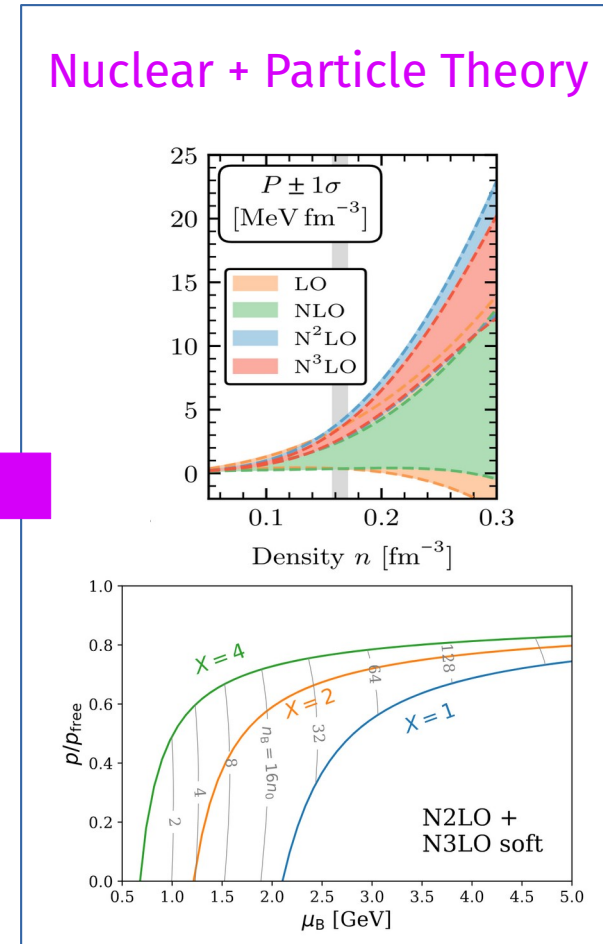 Nuclear + Particle Theory
25
20
15
10
5
0
P ± 1σ
[MeV fm⁻³]
LO
NLO
N²LO
N³LO
0.1 0.2 0.3
Density n [fm⁻³]
1.0
0.8
0.6
0.4
0.2
0.0
p/p_free
X = 4
X = 2
X = 1
2
4
8
n_B = 16n_0
32
64
128
N2LO +
N3LO soft
0.5 1.0 1.5 2.0 2.5 3.0 3.5 4.0 4.5 5.0
μ_B [GeV]